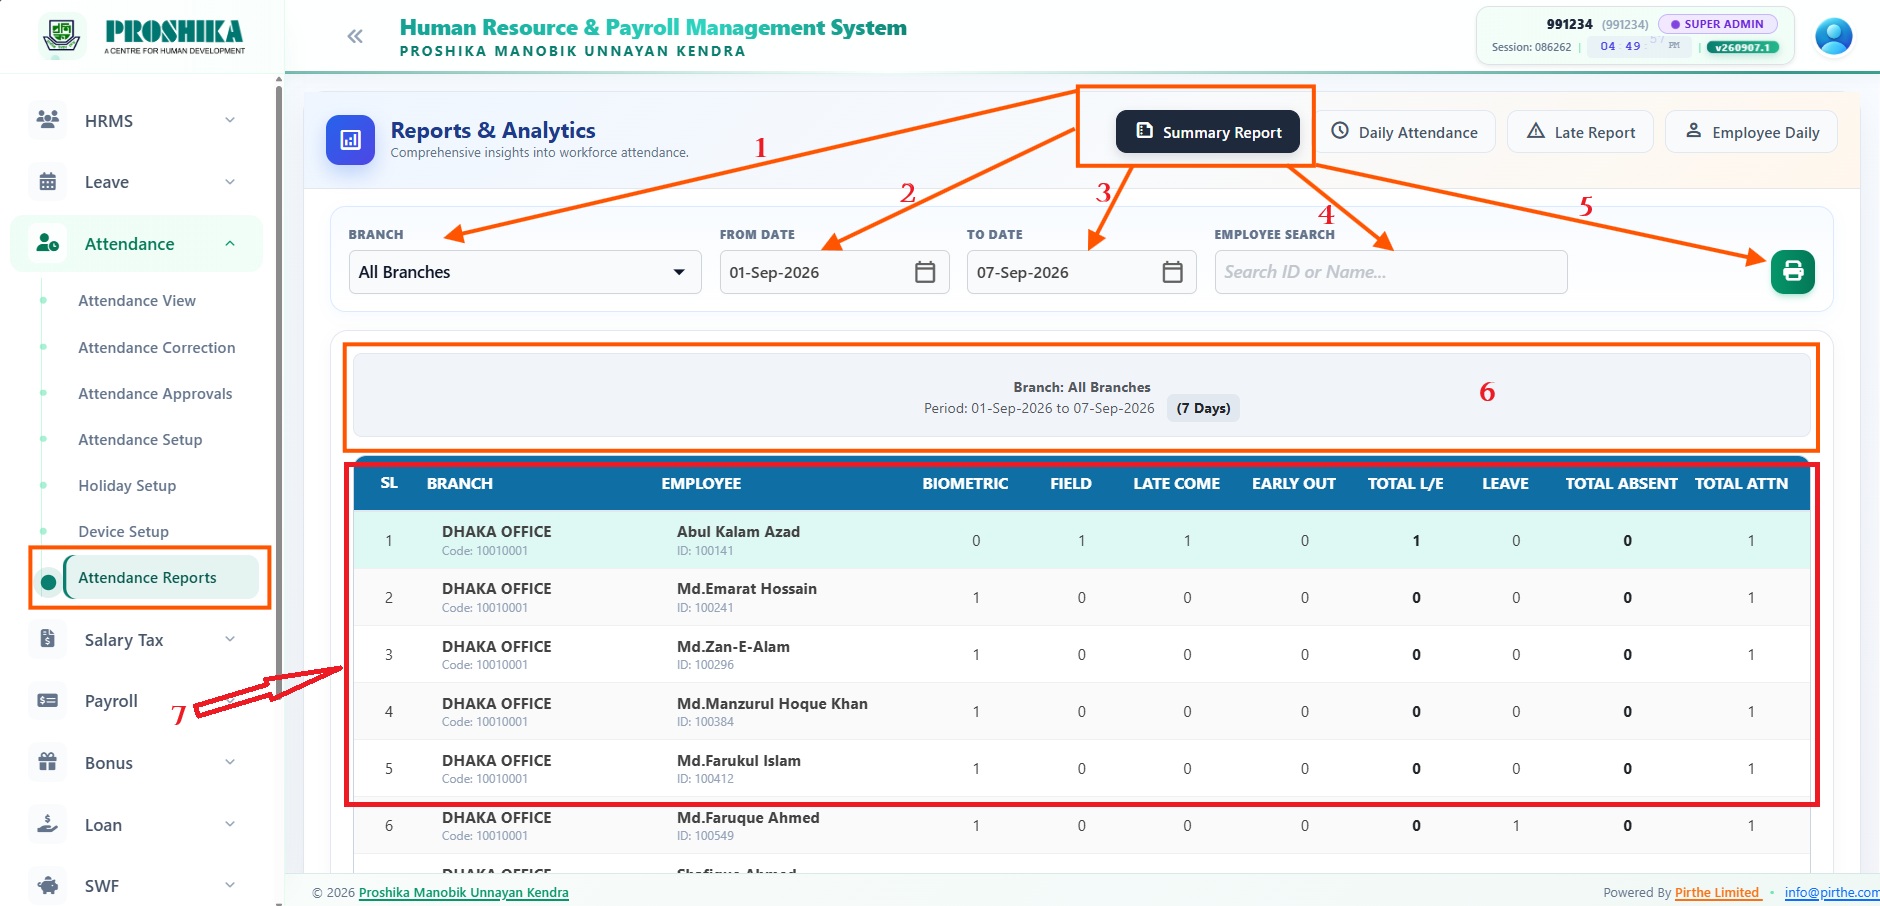 PROSHIKA
A CENTRE FOR HUMAN DEVELOPMENT
Human Resource & Payroll Management System
PROSHIKA MANOBIK UNNAYAN KENDRA
991234 (991234) SUPER ADMIN
Session: 086262 | 04 49 57 PM | v260907.1
HRMS
Leave
Attendance
Attendance View
Attendance Correction
Attendance Approvals
Attendance Setup
Holiday Setup
Device Setup
Attendance Reports
Salary Tax
Payroll
Bonus
Loan
SWF
Reports & Analytics
Comprehensive insights into workforce attendance.
Summary Report
Daily Attendance
Late Report
Employee Daily
1
2
3
4
5
BRANCH FROM DATE TO DATE EMPLOYEE SEARCH
All Branches 01-Sep-2026 07-Sep-2026 Search ID or Name...
Branch: All Branches
Period: 01-Sep-2026 to 07-Sep-2026 (7 Days)
6
7
SL BRANCH EMPLOYEE BIOMETRIC FIELD LATE COME EARLY OUT TOTAL L/E LEAVE TOTAL ABSENT TOTAL ATTN
1 DHAKA OFFICE Abul Kalam Azad 0 1 1 0 1 0 0 1
Code: 10010001 ID: 100141
2 DHAKA OFFICE Md.Emarat Hossain 1 0 0 0 0 0 0 1
Code: 10010001 ID: 100241
3 DHAKA OFFICE Md.Zan-E-Alam 1 0 0 0 0 0 0 1
Code: 10010001 ID: 100296
4 DHAKA OFFICE Md.Manzurul Hoque Khan 1 0 0 0 0 0 0 1
Code: 10010001 ID: 100384
5 DHAKA OFFICE Md.Farukul Islam 1 0 0 0 0 0 0 1
Code: 10010001 ID: 100412
6 DHAKA OFFICE Md.Faruque Ahmed 1 0 0 0 0 1 0 1
Code: 10010001 ID: 100549
© 2026 Proshika Manobik Unnayan Kendra
Powered By Pirthe Limited • info@pirthe.com